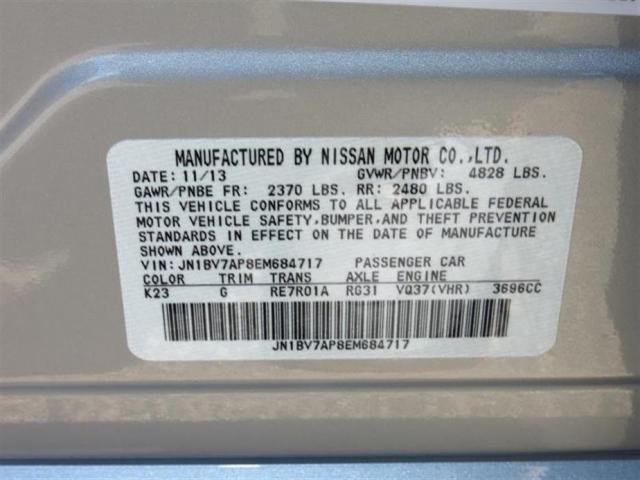 MANUFACTURED BY NISSAN MOTOR CO.,LTD.
DATE: 11/13 GVWR/PNBV: 4828 LBS.
GAWR/PNBE FR: 2370 LBS. RR: 2480 LBS.
THIS VEHICLE CONFORMS TO ALL APPLICABLE FEDERAL
MOTOR VEHICLE SAFETY,BUMPER,AND THEFT PREVENTION
STANDARDS IN EFFECT ON THE DATE OF MANUFACTURE
SHOWN ABOVE.
VIN: JN1BV7AP8EM684717 PASSENGER CAR
COLOR TRIM TRANS AXLE ENGINE
K23 G RE7R01A RG31 VQ37(VHR) 3696CC
JN1BV7AP8EM684717